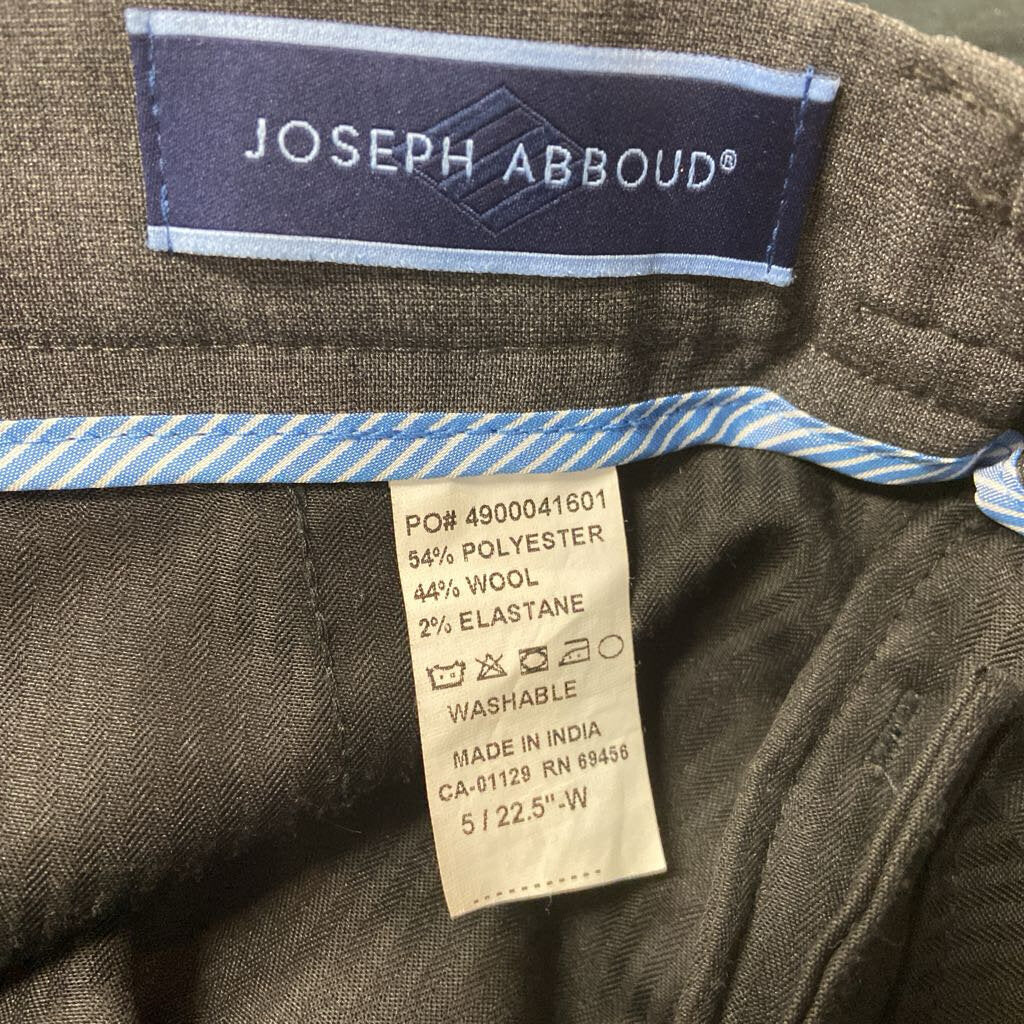 JOSEPH ABBOUD®
PO# 4900041601
54% POLYESTER
44% WOOL
2% ELASTANE
WASHABLE
MADE IN INDIA
CA-01129 RN 69456
5 / 22.5"-W